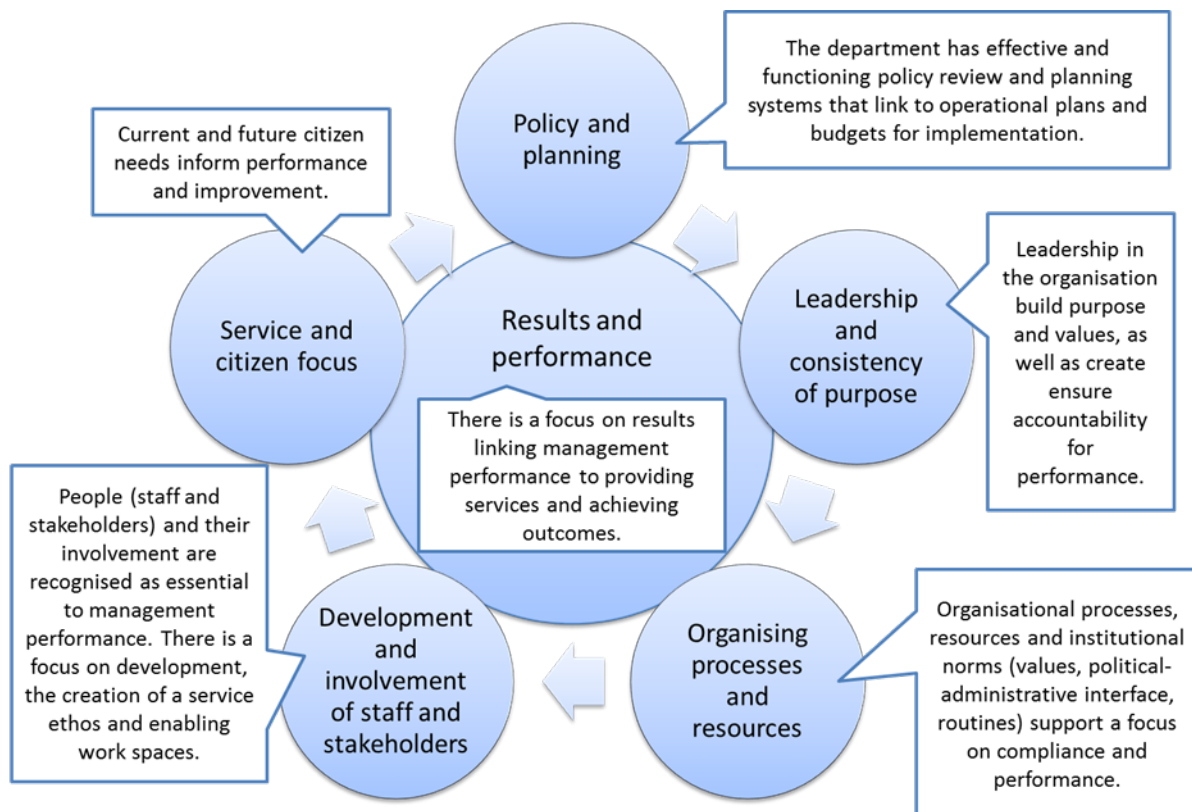 Policy and
planning
The department has effective and
functioning policy review and planning
systems that link to operational plans and
budgets for implementation.
Leadership
and
consistency
of purpose
Leadership in
the organisation
build purpose
and values, as
well as create
ensure
accountability
for
performance.
Organising
processes
and
resources
Organisational processes,
resources and institutional
norms (values, political-
administrative interface,
routines) support a focus
on compliance and
performance.
Development
and
involvement
of staff and
stakeholders
People (staff and
stakeholders) and their
involvement are
recognised as essential
to management
performance. There is a
focus on development,
the creation of a service
ethos and enabling
work spaces.
Service and
citizen focus
Current and future citizen
needs inform performance
and improvement.
Results and
performance
There is a focus on results
linking management
performance to providing
services and achieving
outcomes.